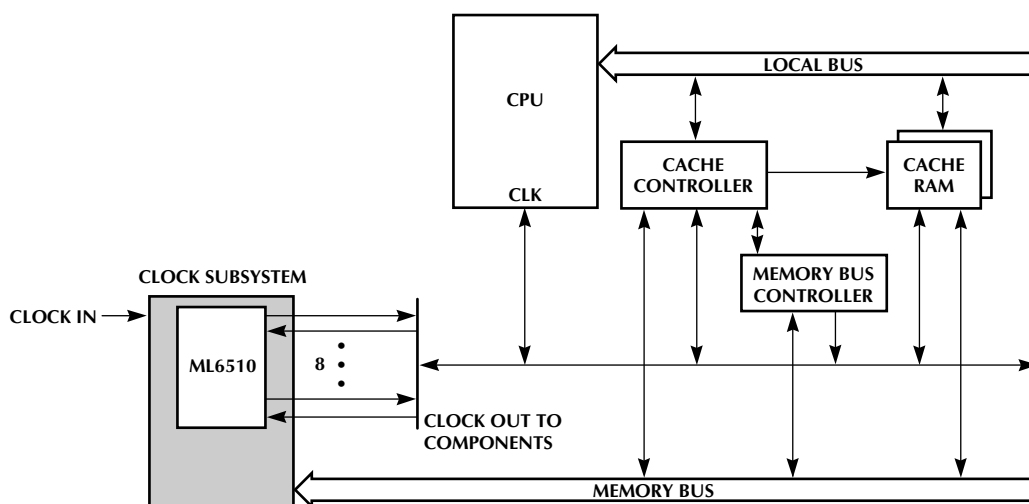 LOCAL BUS
CPU
CACHE
CONTROLLER
CACHE
RAM
CLK
MEMORY BUS
CONTROLLER
CLOCK SUBSYSTEM
CLOCK IN
ML6510
8
CLOCK OUT TO
COMPONENTS
MEMORY BUS